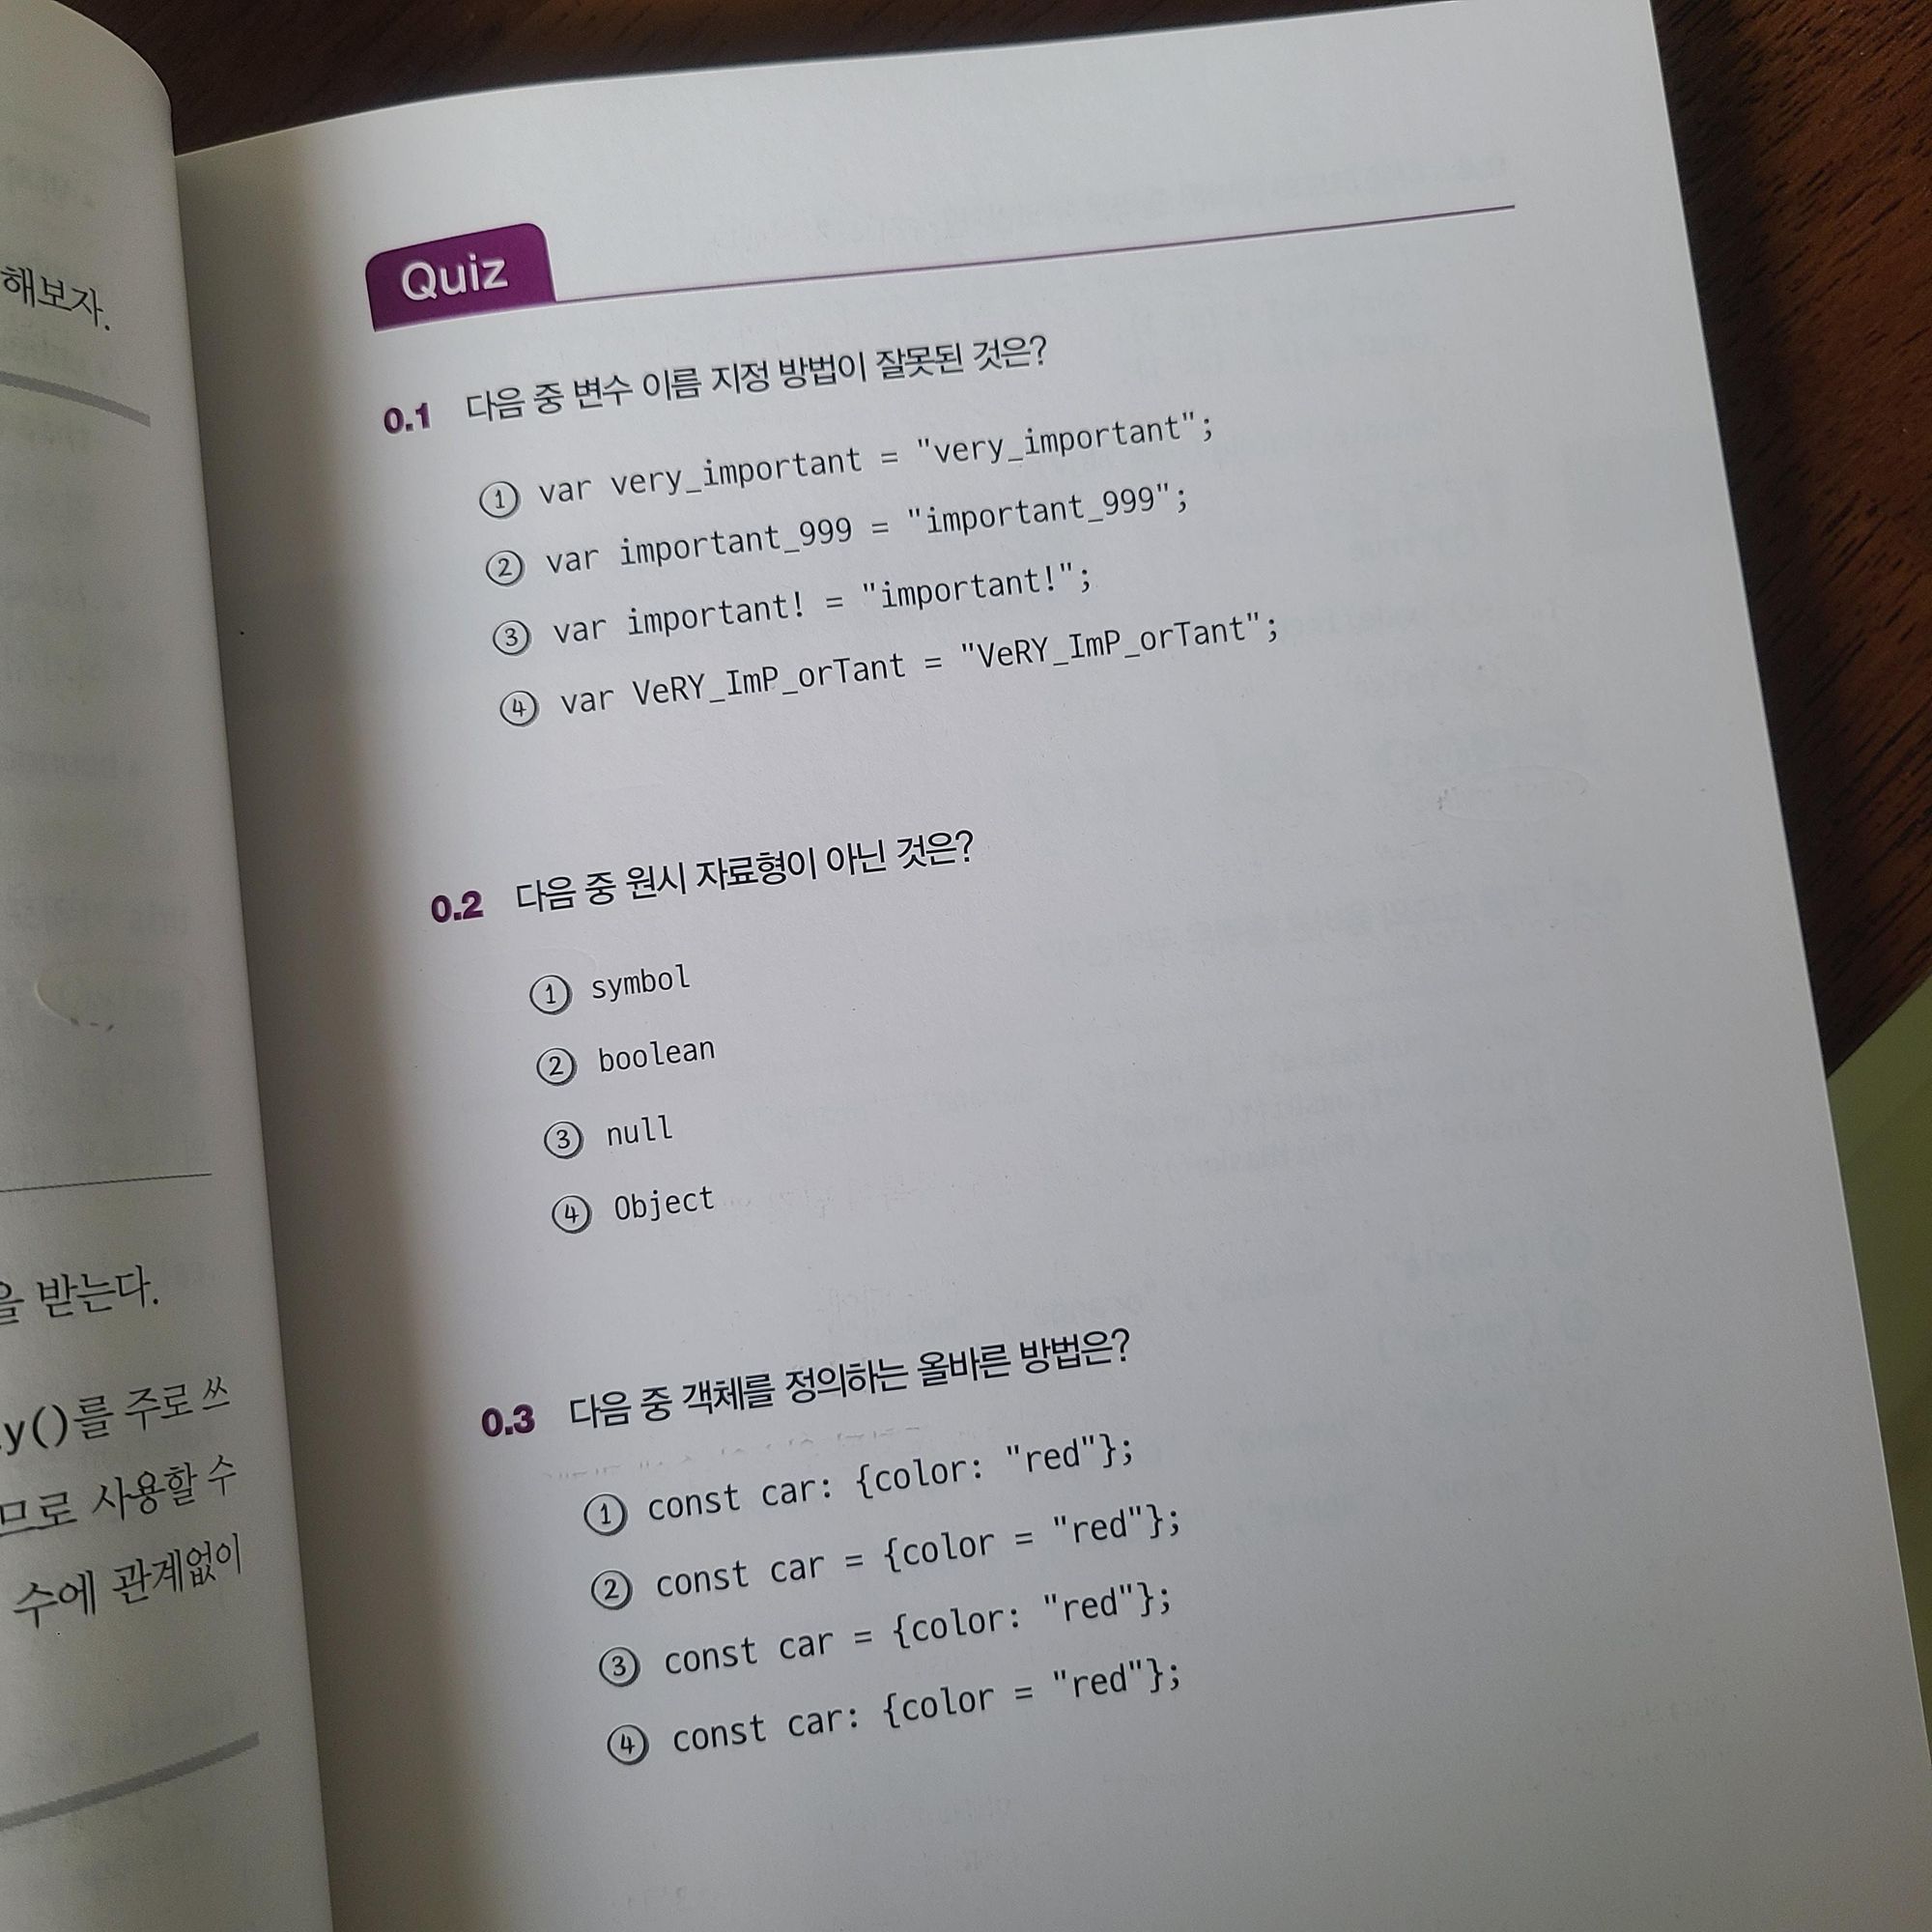 해보자.
을 받는다.
y()를 주로 쓰
므로 사용할 수
수에 관계없이
Quiz
0.1 다음 중 변수 이름 지정 방법이 잘못된 것은?
① var very_important = "very_important";
② var important_999 = "important_999";
③ var important! = "important!";
④ var VeRY_ImP_orTant = "VeRY_ImP_orTant";
0.2 다음 중 원시 자료형이 아닌 것은?
① symbol
② boolean
③ null
④ Object
0.3 다음 중 객체를 정의하는 올바른 방법은?
① const car: {color: "red"};
② const car = {color = "red"};
③ const car = {color: "red"};
④ const car: {color = "red"};